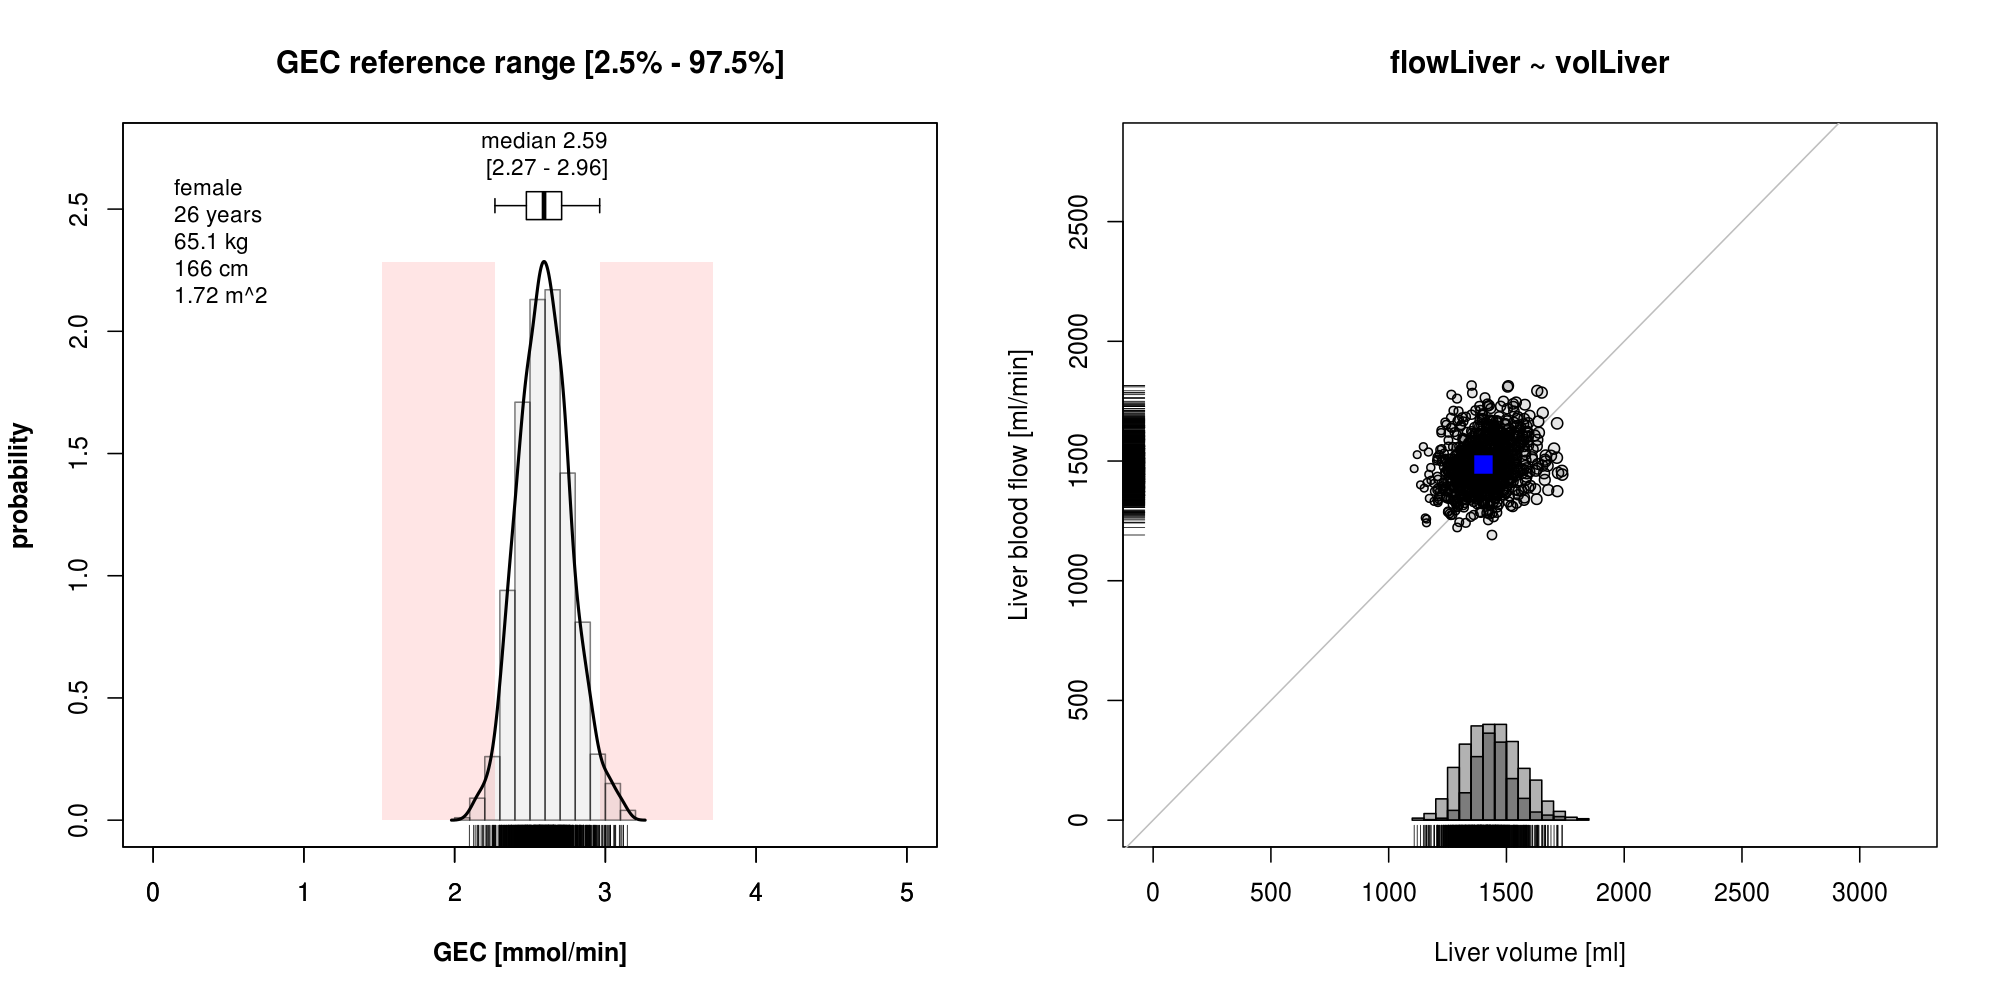 GEC reference range [2.5% - 97.5%]
median 2.59
[2.27 - 2.96]
female
26 years
65.1 kg
166 cm
1.72 m^2
probability
0.0
0.5
1.0
1.5
2.0
2.5
0 1 2 3 4 5
GEC [mmol/min]
flowLiver ~ volLiver
Liver blood flow [ml/min]
0
500
1000
1500
2000
2500
0 500 1000 1500 2000 2500 3000
Liver volume [ml]